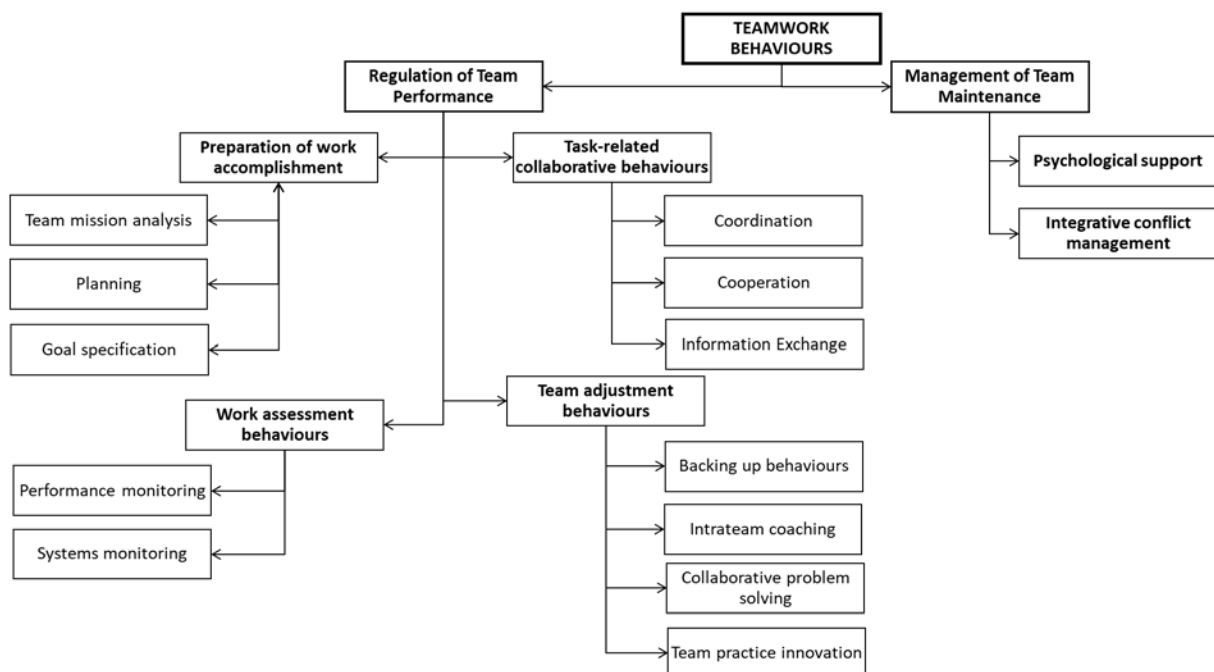 TEAMWORK
BEHAVIOURS
Regulation of Team
Performance
Management of Team
Maintenance
Preparation of work
accomplishment
Task-related
collaborative behaviours
Psychological support
Integrative conflict
management
Team mission analysis
Planning
Goal specification
Coordination
Cooperation
Information Exchange
Work assessment
behaviours
Team adjustment
behaviours
Performance monitoring
Systems monitoring
Backing up behaviours
Intrateam coaching
Collaborative problem
solving
Team practice innovation